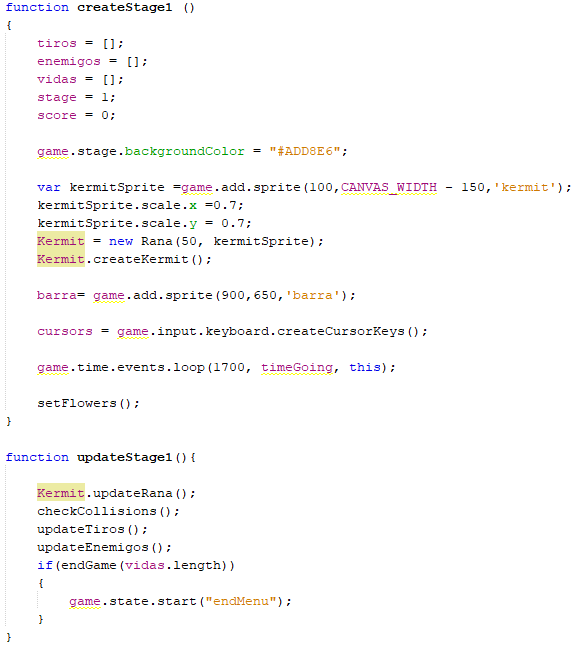 function createStage1 ()
{
    tiros = [];
    enemigos = [];
    vidas = [];
    stage = 1;
    score = 0;

    game.stage.backgroundColor = "#ADD8E6";

    var kermitSprite =game.add.sprite(100,CANVAS_WIDTH - 150,'kermit');
    kermitSprite.scale.x =0.7;
    kermitSprite.scale.y = 0.7;
    Kermit = new Rana(50, kermitSprite);
    Kermit.createKermit();

    barra= game.add.sprite(900,650,'barra');

    cursors = game.input.keyboard.createCursorKeys();

    game.time.events.loop(1700, timeGoing, this);

    setFlowers();
}

function updateStage1(){

    Kermit.updateRana();
    checkCollisions();
    updateTiros();
    updateEnemigos();
    if(endGame(vidas.length))
    {
        game.state.start("endMenu");
    }
}